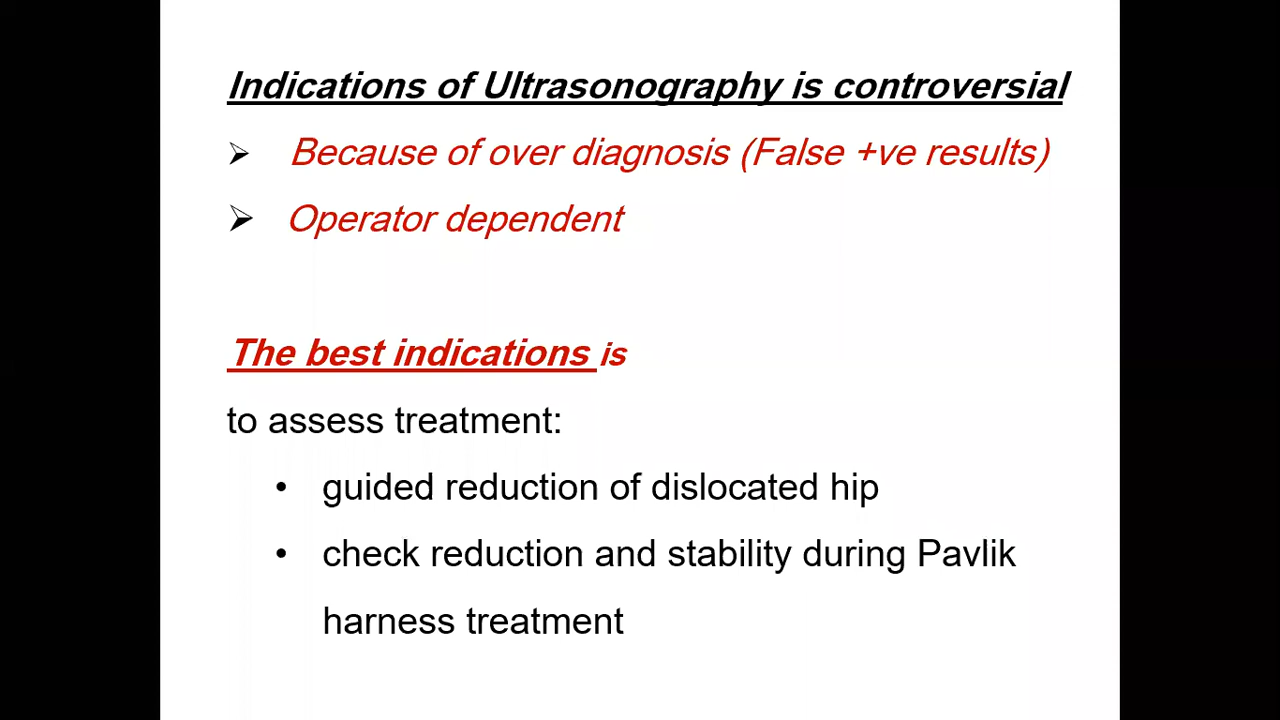 Indications of Ultrasonography is controversial
➢ Because of over diagnosis (False +ve results)
➢ Operator dependent
The best indications is
to assess treatment:
• guided reduction of dislocated hip
• check reduction and stability during Pavlik
harness treatment